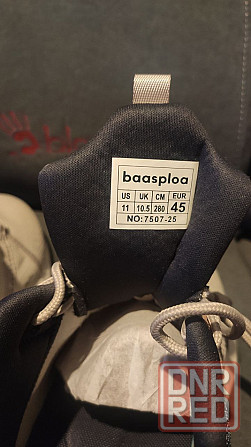 baasploa
US UK CM EUR
11 10.5 280 45
NO:7507-25
DNR
RED